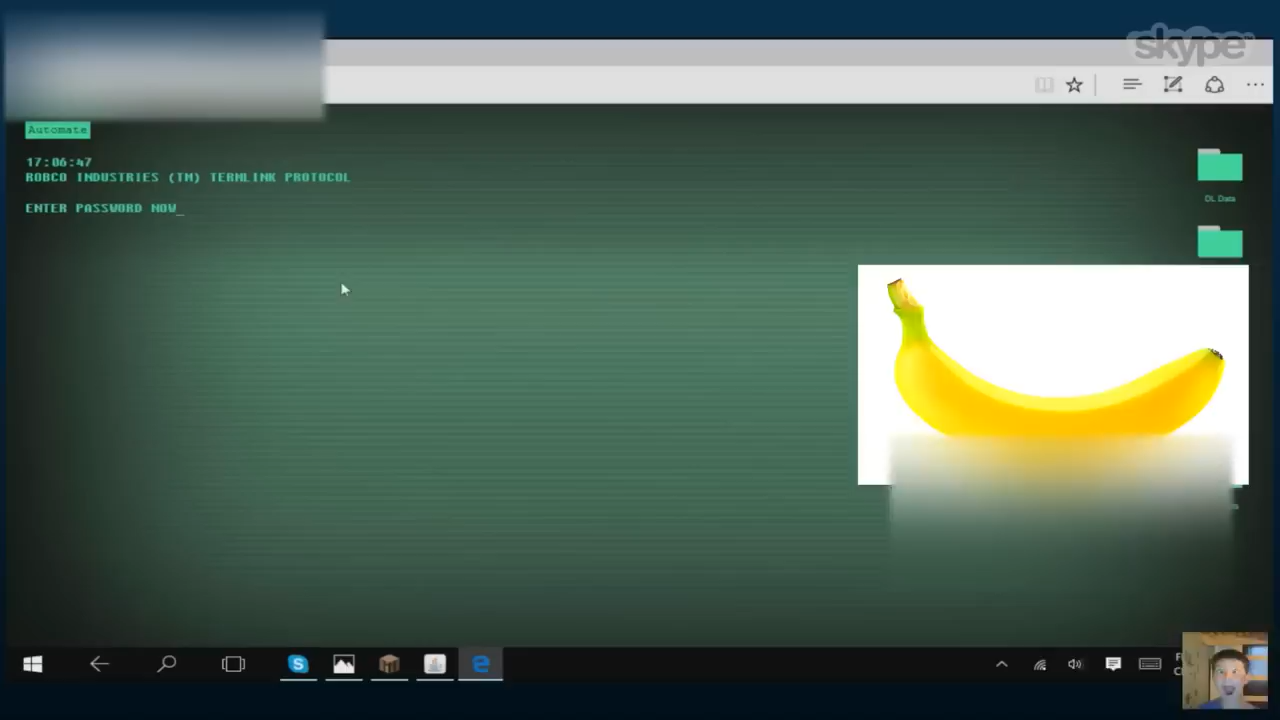 skype
Automate
17:06:47
ROBCO INDUSTRIES (TM) TERMLINK PROTOCOL
ENTER PASSWORD NOW_
DL Data